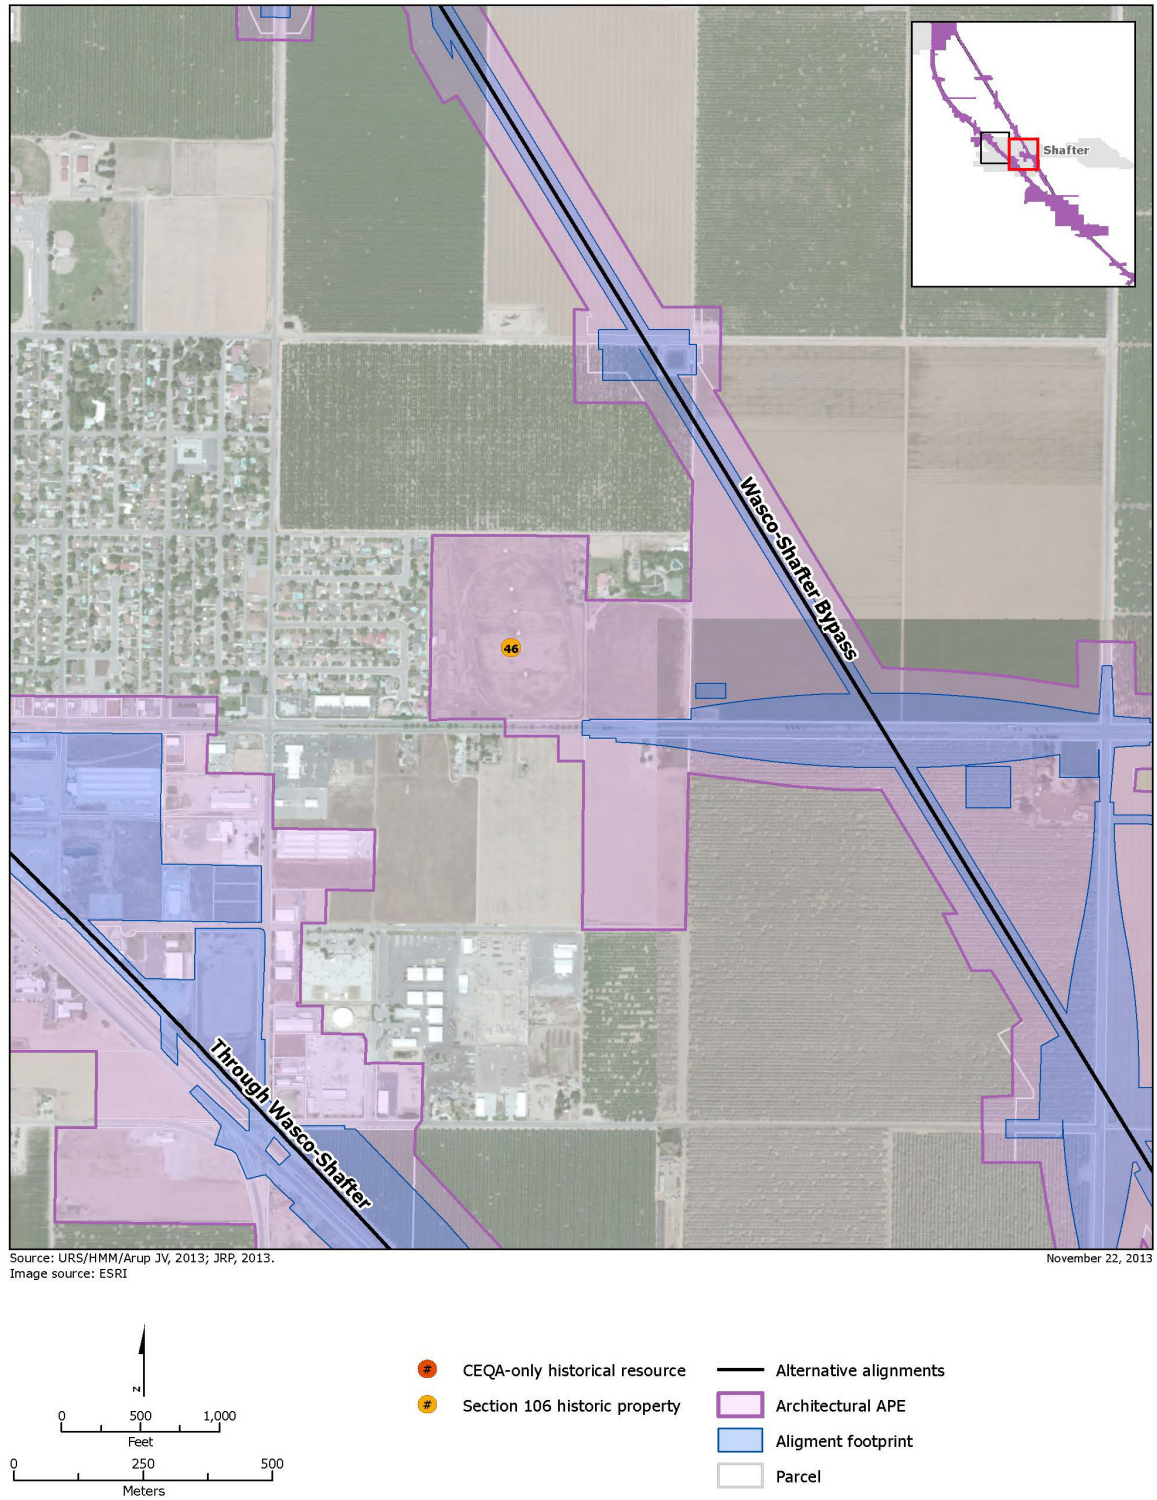 Shafter
Wasco-Shafter Bypass
46
Through Wasco-Shafter
Source: URS/HMM/Arup JV, 2013; JRP, 2013.
November 22, 2013
Image source: ESRI
z
0 500 1,000
Feet
0 250 500
Meters
# CEQA-only historical resource
# Section 106 historic property
Alternative alignments
Architectural APE
Aligment footprint
Parcel